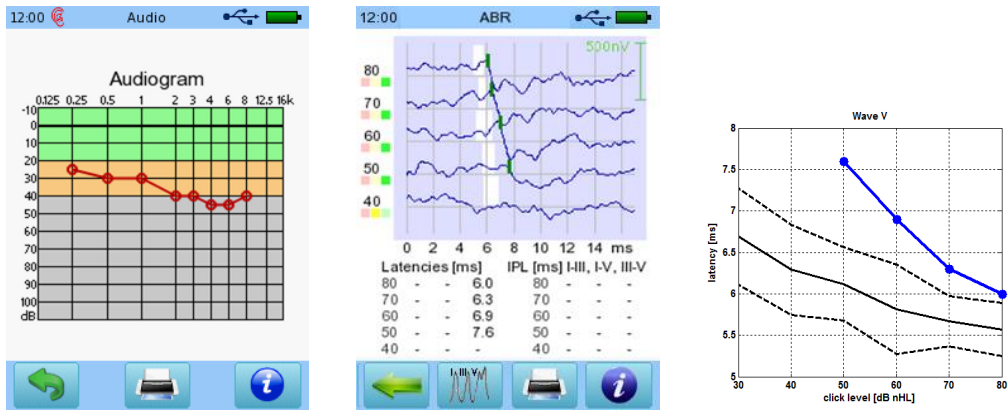 12:00 Audio
Audiogram
0.125 0.25 0.5 1 2 3 4 6 8 12.5 16k
-10
0
10
20
30
40
50
60
70
80
90
100
dB
12:00 ABR
500nV
80
70
60
50
40
0 2 4 6 8 10 12 14 ms
Latencies [ms] IPL [ms] I-III, I-V, III-V
80 - - 6.0 80 - - -
70 - - 6.3 70 - - -
60 - - 6.9 60 - - -
50 - - 7.6 50 - - -
40 - - - 40 - - -
I III V
Wave V
8
7.5
7
6.5
6
5.5
5
latency [ms]
30 40 50 60 70 80
click level [dB nHL]